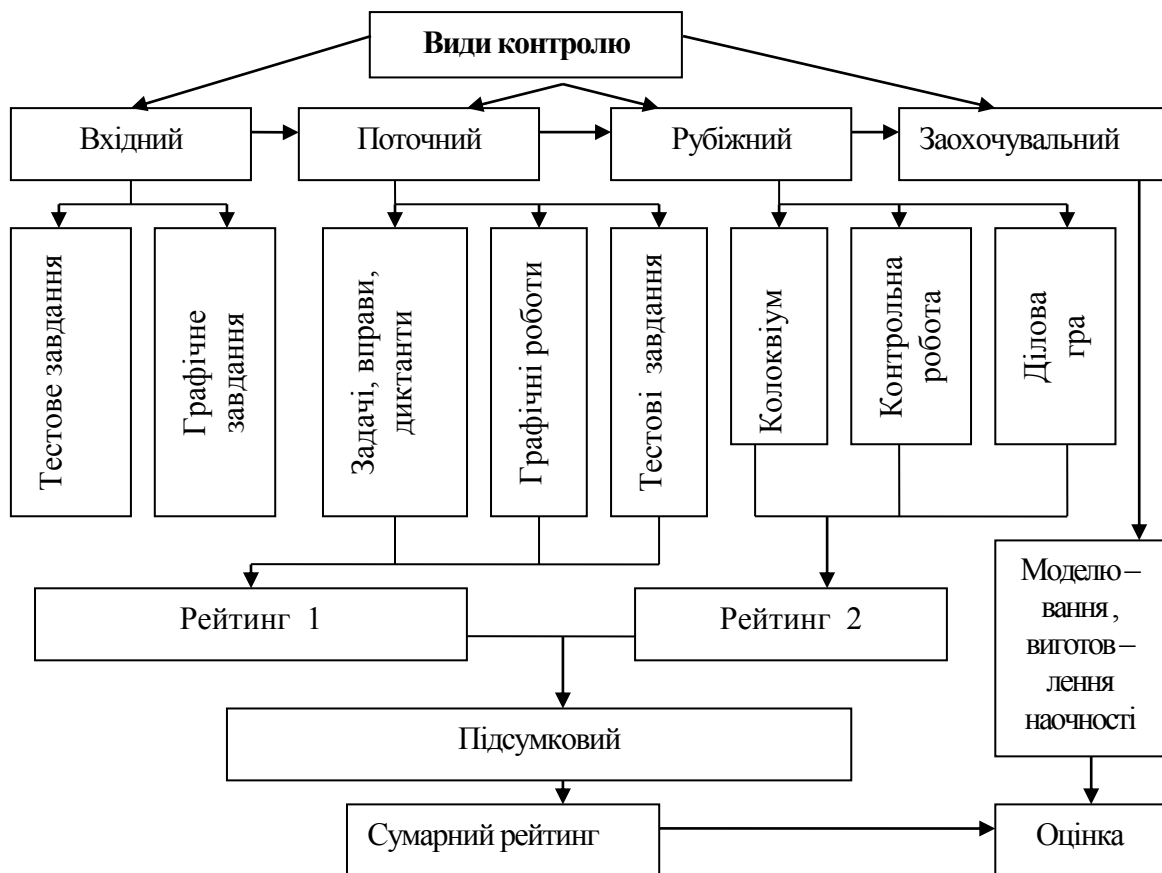 Види контролю
Вхідний
Поточний
Рубіжний
Заохочувальний
Тестове завдання
Графічне
завдання
Задачі, вправи,
диктанти
Графічні роботи
Тестові завдання
Колоквіум
Контрольна
робота
Ділова
гра
Рейтинг 1
Рейтинг 2
Моделю–
вання ,
виготов –
лення
наочності
Підсумковий
Сумарний рейтинг
Оцінка